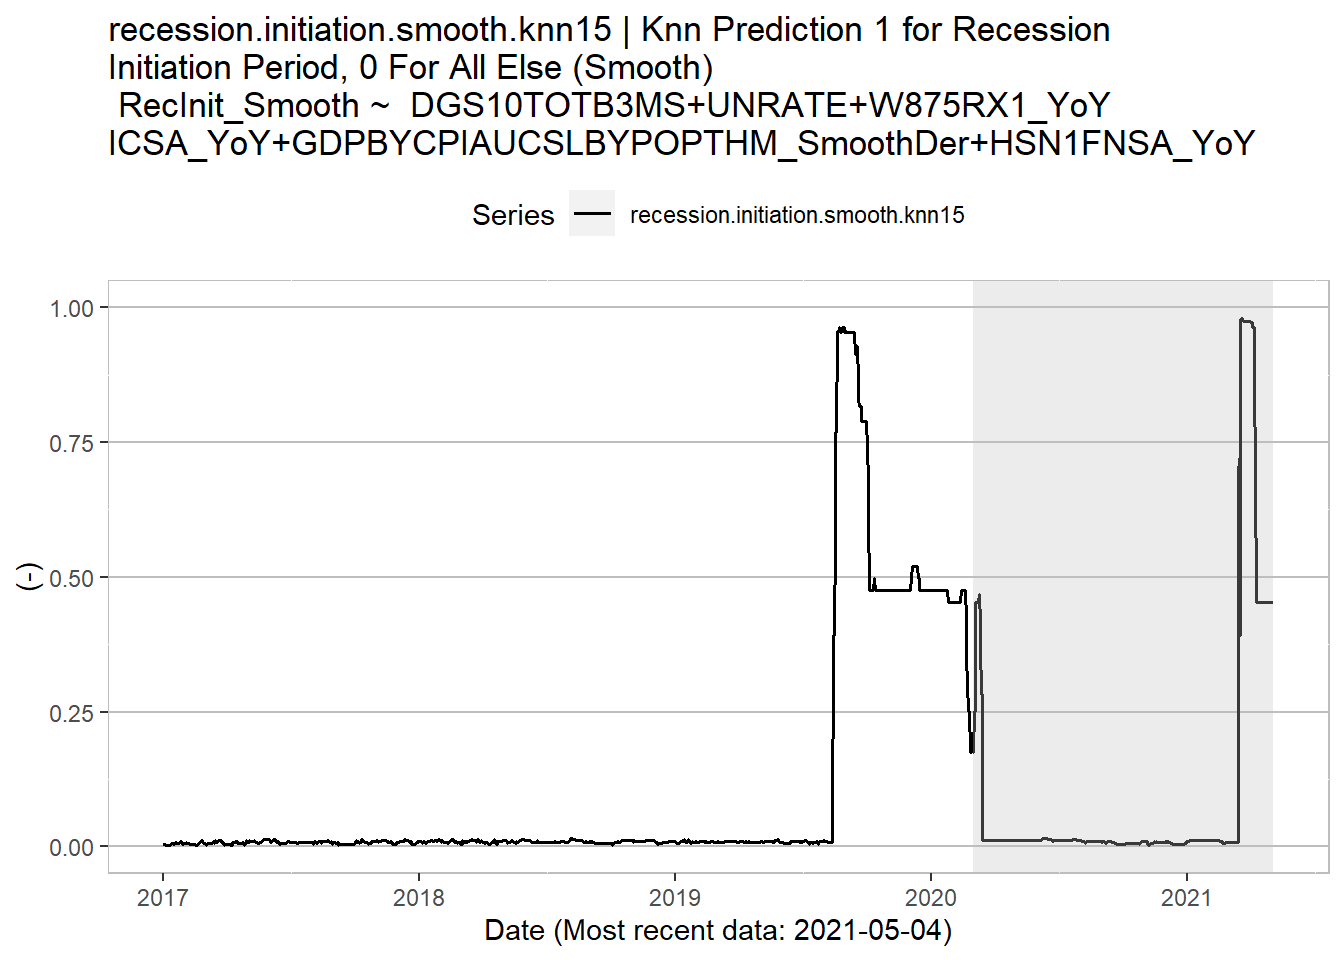 recession.initiation.smooth.knn15 | Knn Prediction 1 for Recession
Initiation Period, 0 For All Else (Smooth)
RecInit_Smooth ~ DGS10TOTB3MS+UNRATE+W875RX1_YoY
ICSA_YoY+GDPBYCPIAUCSLBYPOPTHM_SmoothDer+HSN1FNSA_YoY
Series recession.initiation.smooth.knn15
1.00
0.75
0.50
0.25
0.00
(-)
2017 2018 2019 2020 2021
Date (Most recent data: 2021-05-04)